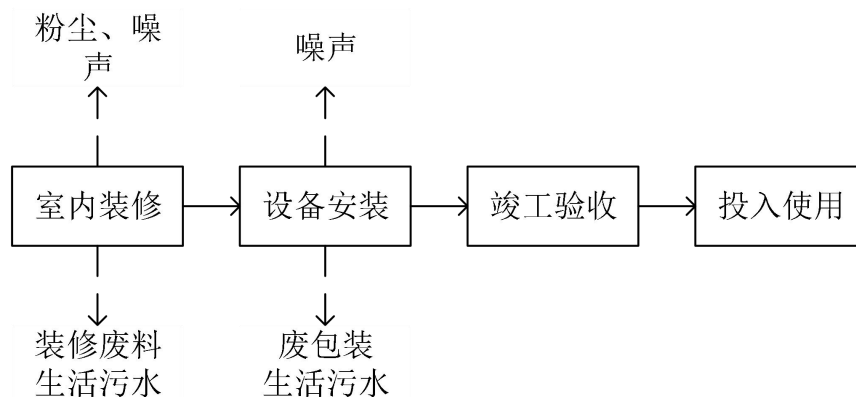 粉尘、噪
声
噪声
室内装修
设备安装
竣工验收
投入使用
装修废料
生活污水
废包装
生活污水